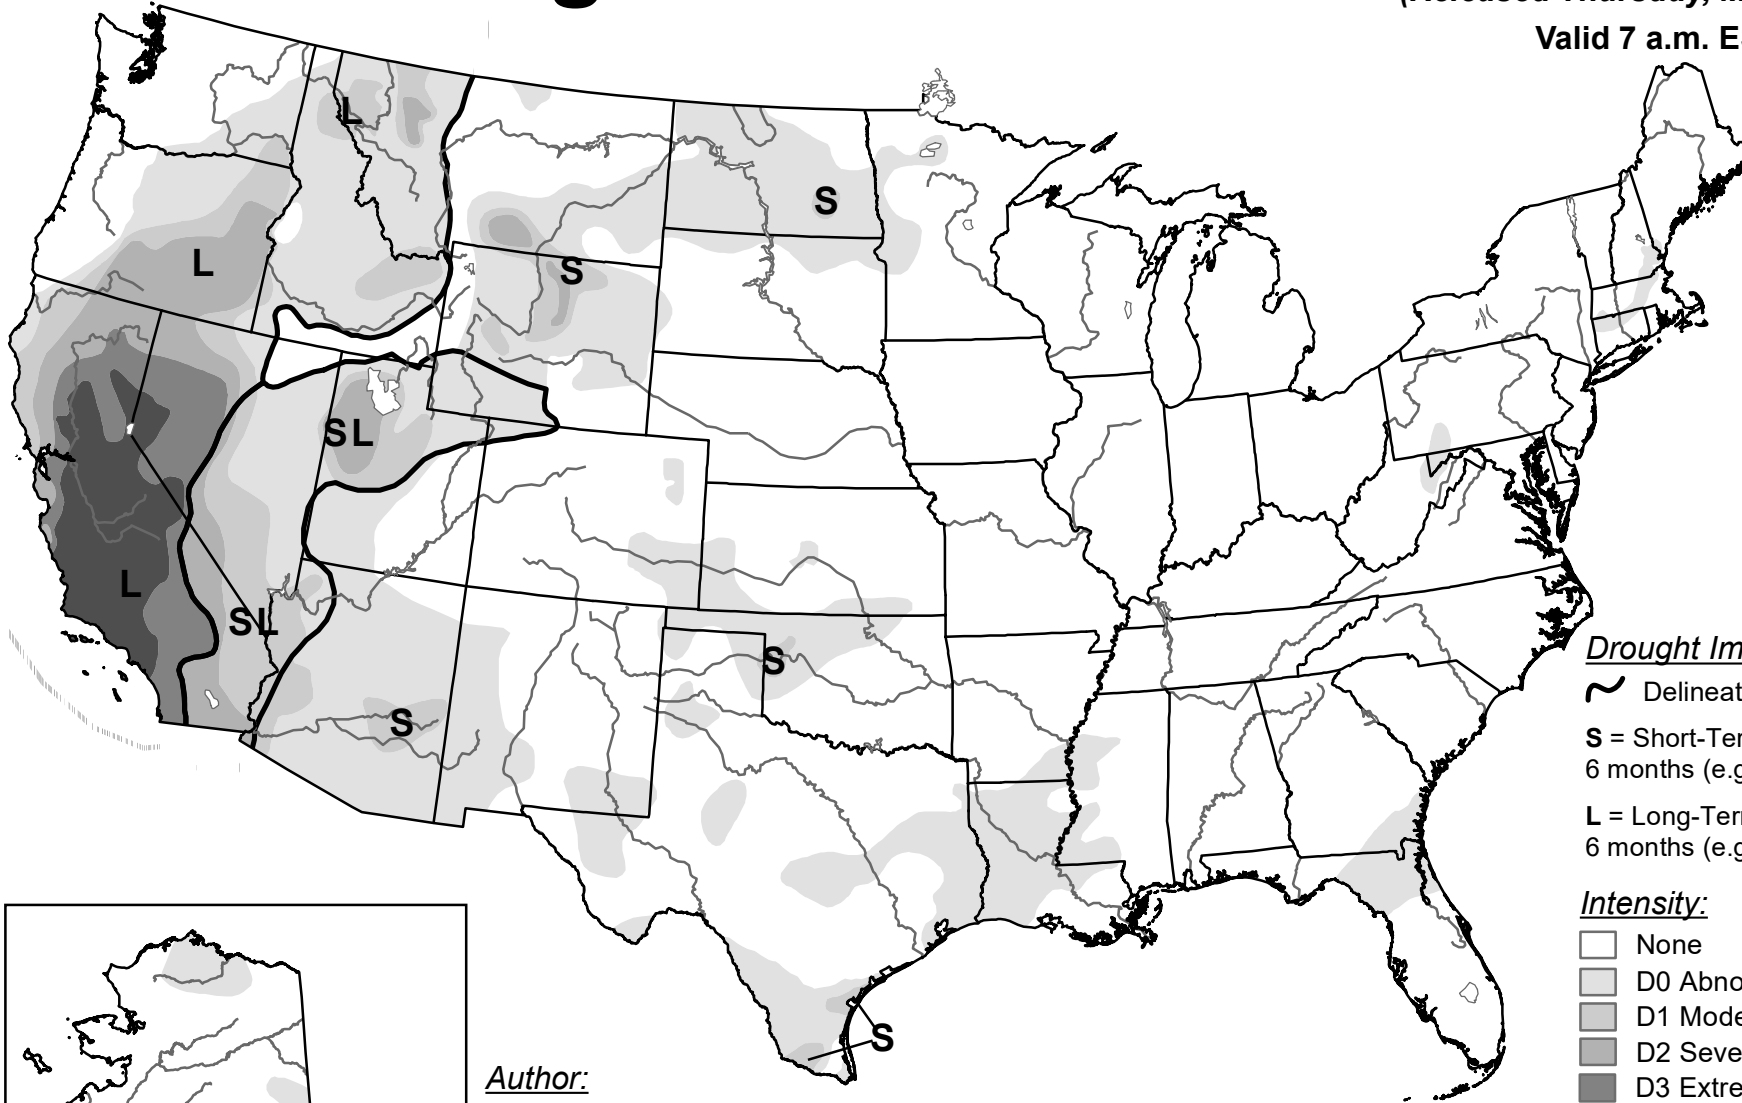 Valid 7 a.m. E
L
S
L
S
SL
L
SL
S
S
S
Drought Im
Delineat
S = Short-Ter
6 months (e.g
L = Long-Ter
6 months (e.g
Intensity:
None
D0 Abno
D1 Mode
D2 Seve
D3 Extre
Author: